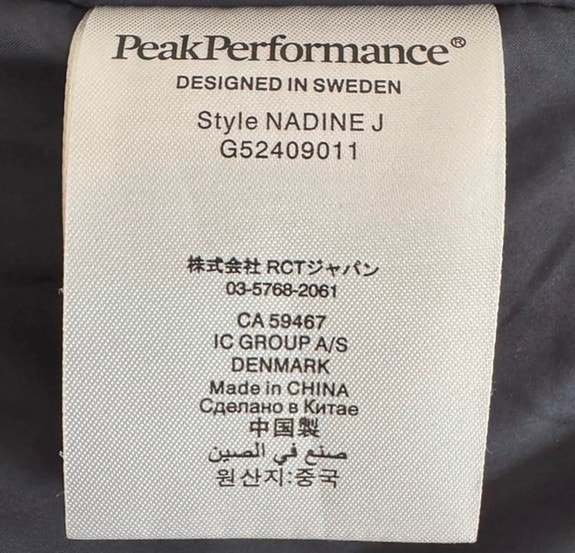 PeakPerformance®
DESIGNED IN SWEDEN
Style NADINE J
G52409011
株式会社 RCTジャパン
03-5768-2061
CA 59467
IC GROUP A/S
DENMARK
Made in CHINA
Сделано в Китае
中国製
صنع في الصين
원산지:중국